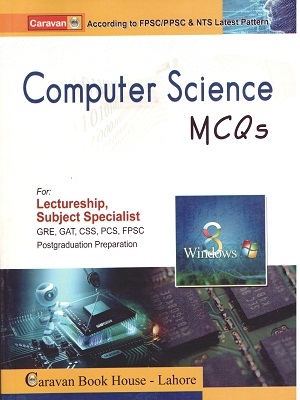 Caravan
According to FPSC/PPSC & NTS Latest Pattern
Computer Science
MCQs
For:
Lectureship,
Subject Specialist
GRE, GAT, CSS, PCS, FPSC
Postgraduation Preparation
8
Windows
Caravan Book House - Lahore